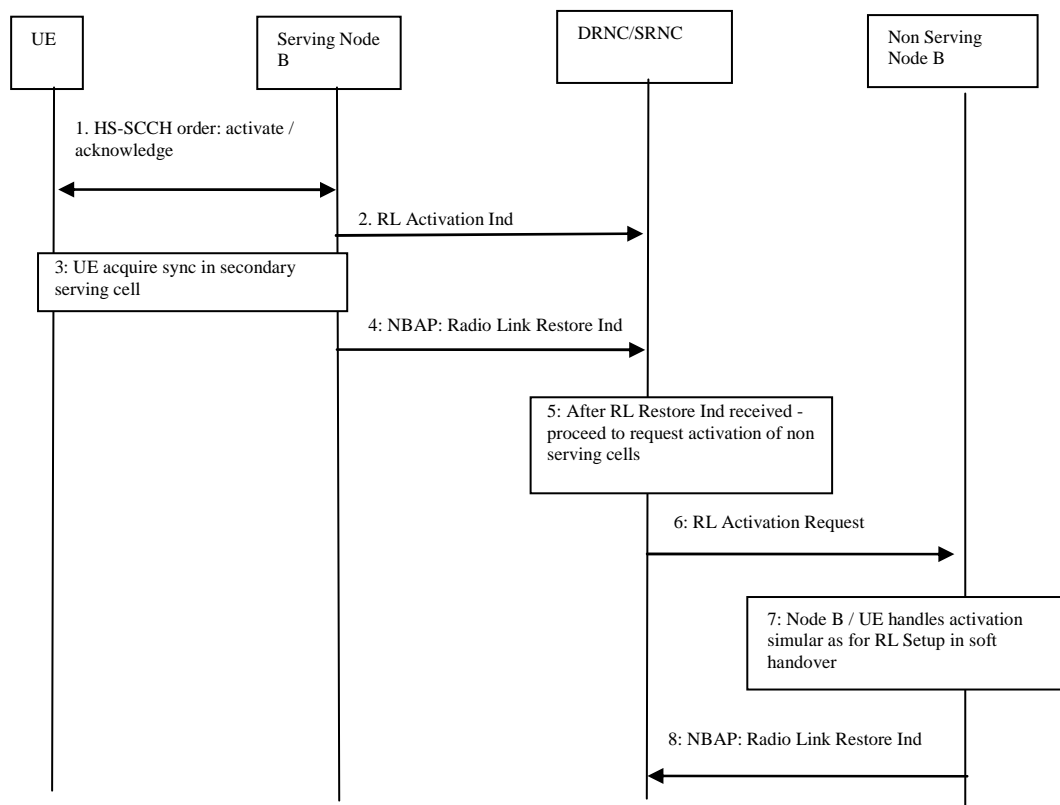 UE
Serving Node
B
DRNC/SRNC
Non Serving
Node B
1. HS-SCCH order: activate /
acknowledge
2. RL Activation Ind
3: UE acquire sync in secondary
serving cell
4: NBAP: Radio Link Restore Ind
5: After RL Restore Ind received -
proceed to request activation of non
serving cells
6: RL Activation Request
7: Node B / UE handles activation
simular as for RL Setup in soft
handover
8: NBAP: Radio Link Restore Ind